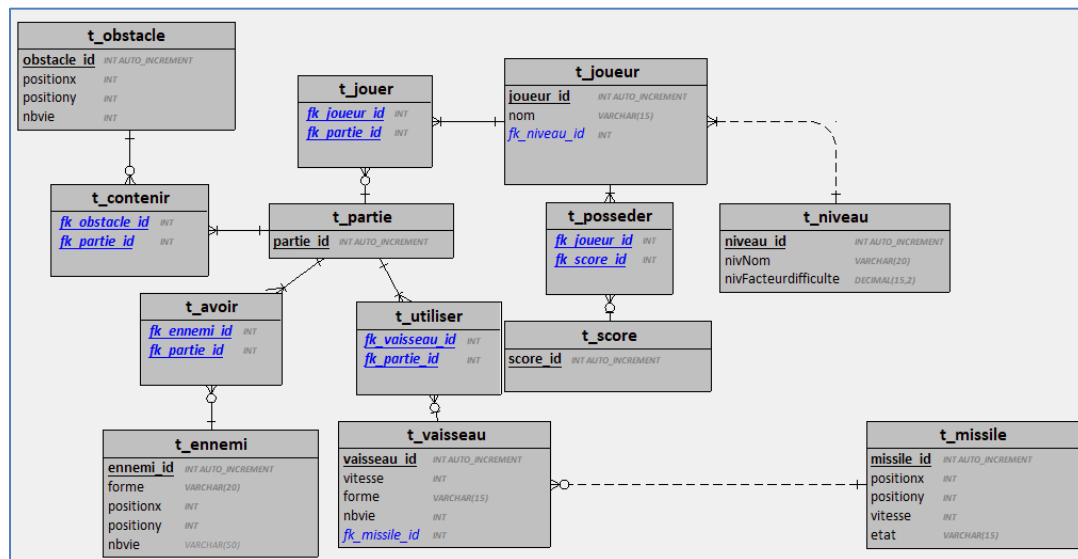 t_obstacle
obstacle_id INT AUTO_INCREMENT
positionx INT
positiony INT
nbvie INT
t_jouer
fk_joueur_id INT
fk_partie_id INT
t_joueur
joueur_id INT AUTO_INCREMENT
nom VARCHAR(15)
fk_niveau_id INT
t_contenir
fk_obstacle_id INT
fk_partie_id INT
t_partie
partie_id INT AUTO_INCREMENT
t_posseder
fk_joueur_id INT
fk_score_id INT
t_niveau
niveau_id INT AUTO_INCREMENT
nivNom VARCHAR(20)
nivFacteurdifficulte DECIMAL(15,2)
t_avoir
fk_ennemi_id INT
fk_partie_id INT
t_utiliser
fk_vaisseau_id INT
fk_partie_id INT
t_score
score_id INT AUTO_INCREMENT
t_ennemi
ennemi_id INT AUTO_INCREMENT
forme VARCHAR(20)
positionx INT
positiony INT
nbvie VARCHAR(50)
t_vaisseau
vaisseau_id INT AUTO_INCREMENT
vitesse INT
forme VARCHAR(15)
nbvie INT
fk_missile_id INT
t_missile
missile_id INT AUTO_INCREMENT
positionx INT
positiony INT
vitesse INT
etat VARCHAR(15)